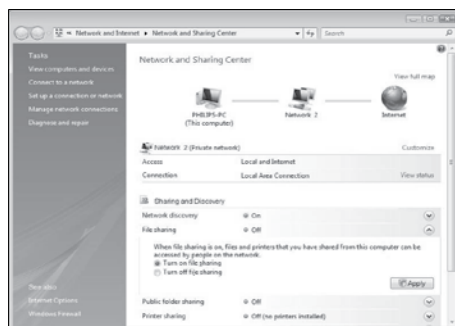 Network and Internet ▸ Network and Sharing Center
Search
Tasks
View computers and devices
Connect to a network
Set up a connection or network
Manage network connections
Diagnose and repair
See also
Internet Options
Windows Firewall
Network and Sharing Center
View full map
PHILIPS-PC
(This computer)
Network 2
Internet
Network 2 (Private network)
Customize
Access Local and Internet
Connection Local Area Connection View status
Sharing and Discovery
Network discovery On
File sharing Off
When file sharing is on, files and printers that you have shared from this computer can be
accessed by people on the network.
Turn on file sharing
Turn off file sharing
Apply
Public folder sharing Off
Printer sharing Off (no printers installed)